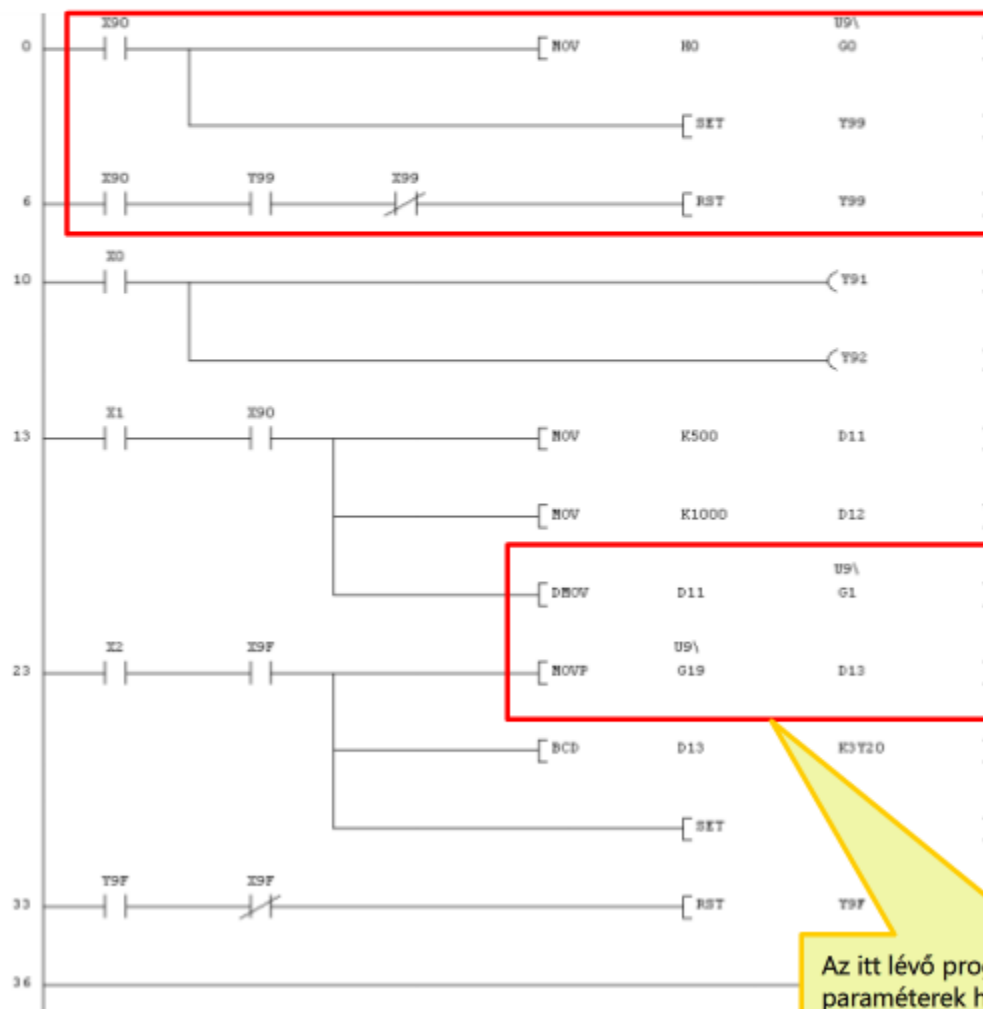 X90 U9\
0 MOV H0 G0
SET Y99
X90 Y99 X99
6 RST Y99
X0
10 Y91
Y92
X1 X90
13 MOV K500 D11
MOV K1000 D12
U9\
DMOV D11 G1
X2 X9F U9\
23 MOVP G19 D13
BCD D13 K3Y20
SET
Y9F X9F
33 RST Y9F
36
Az itt lévő
paraméterek